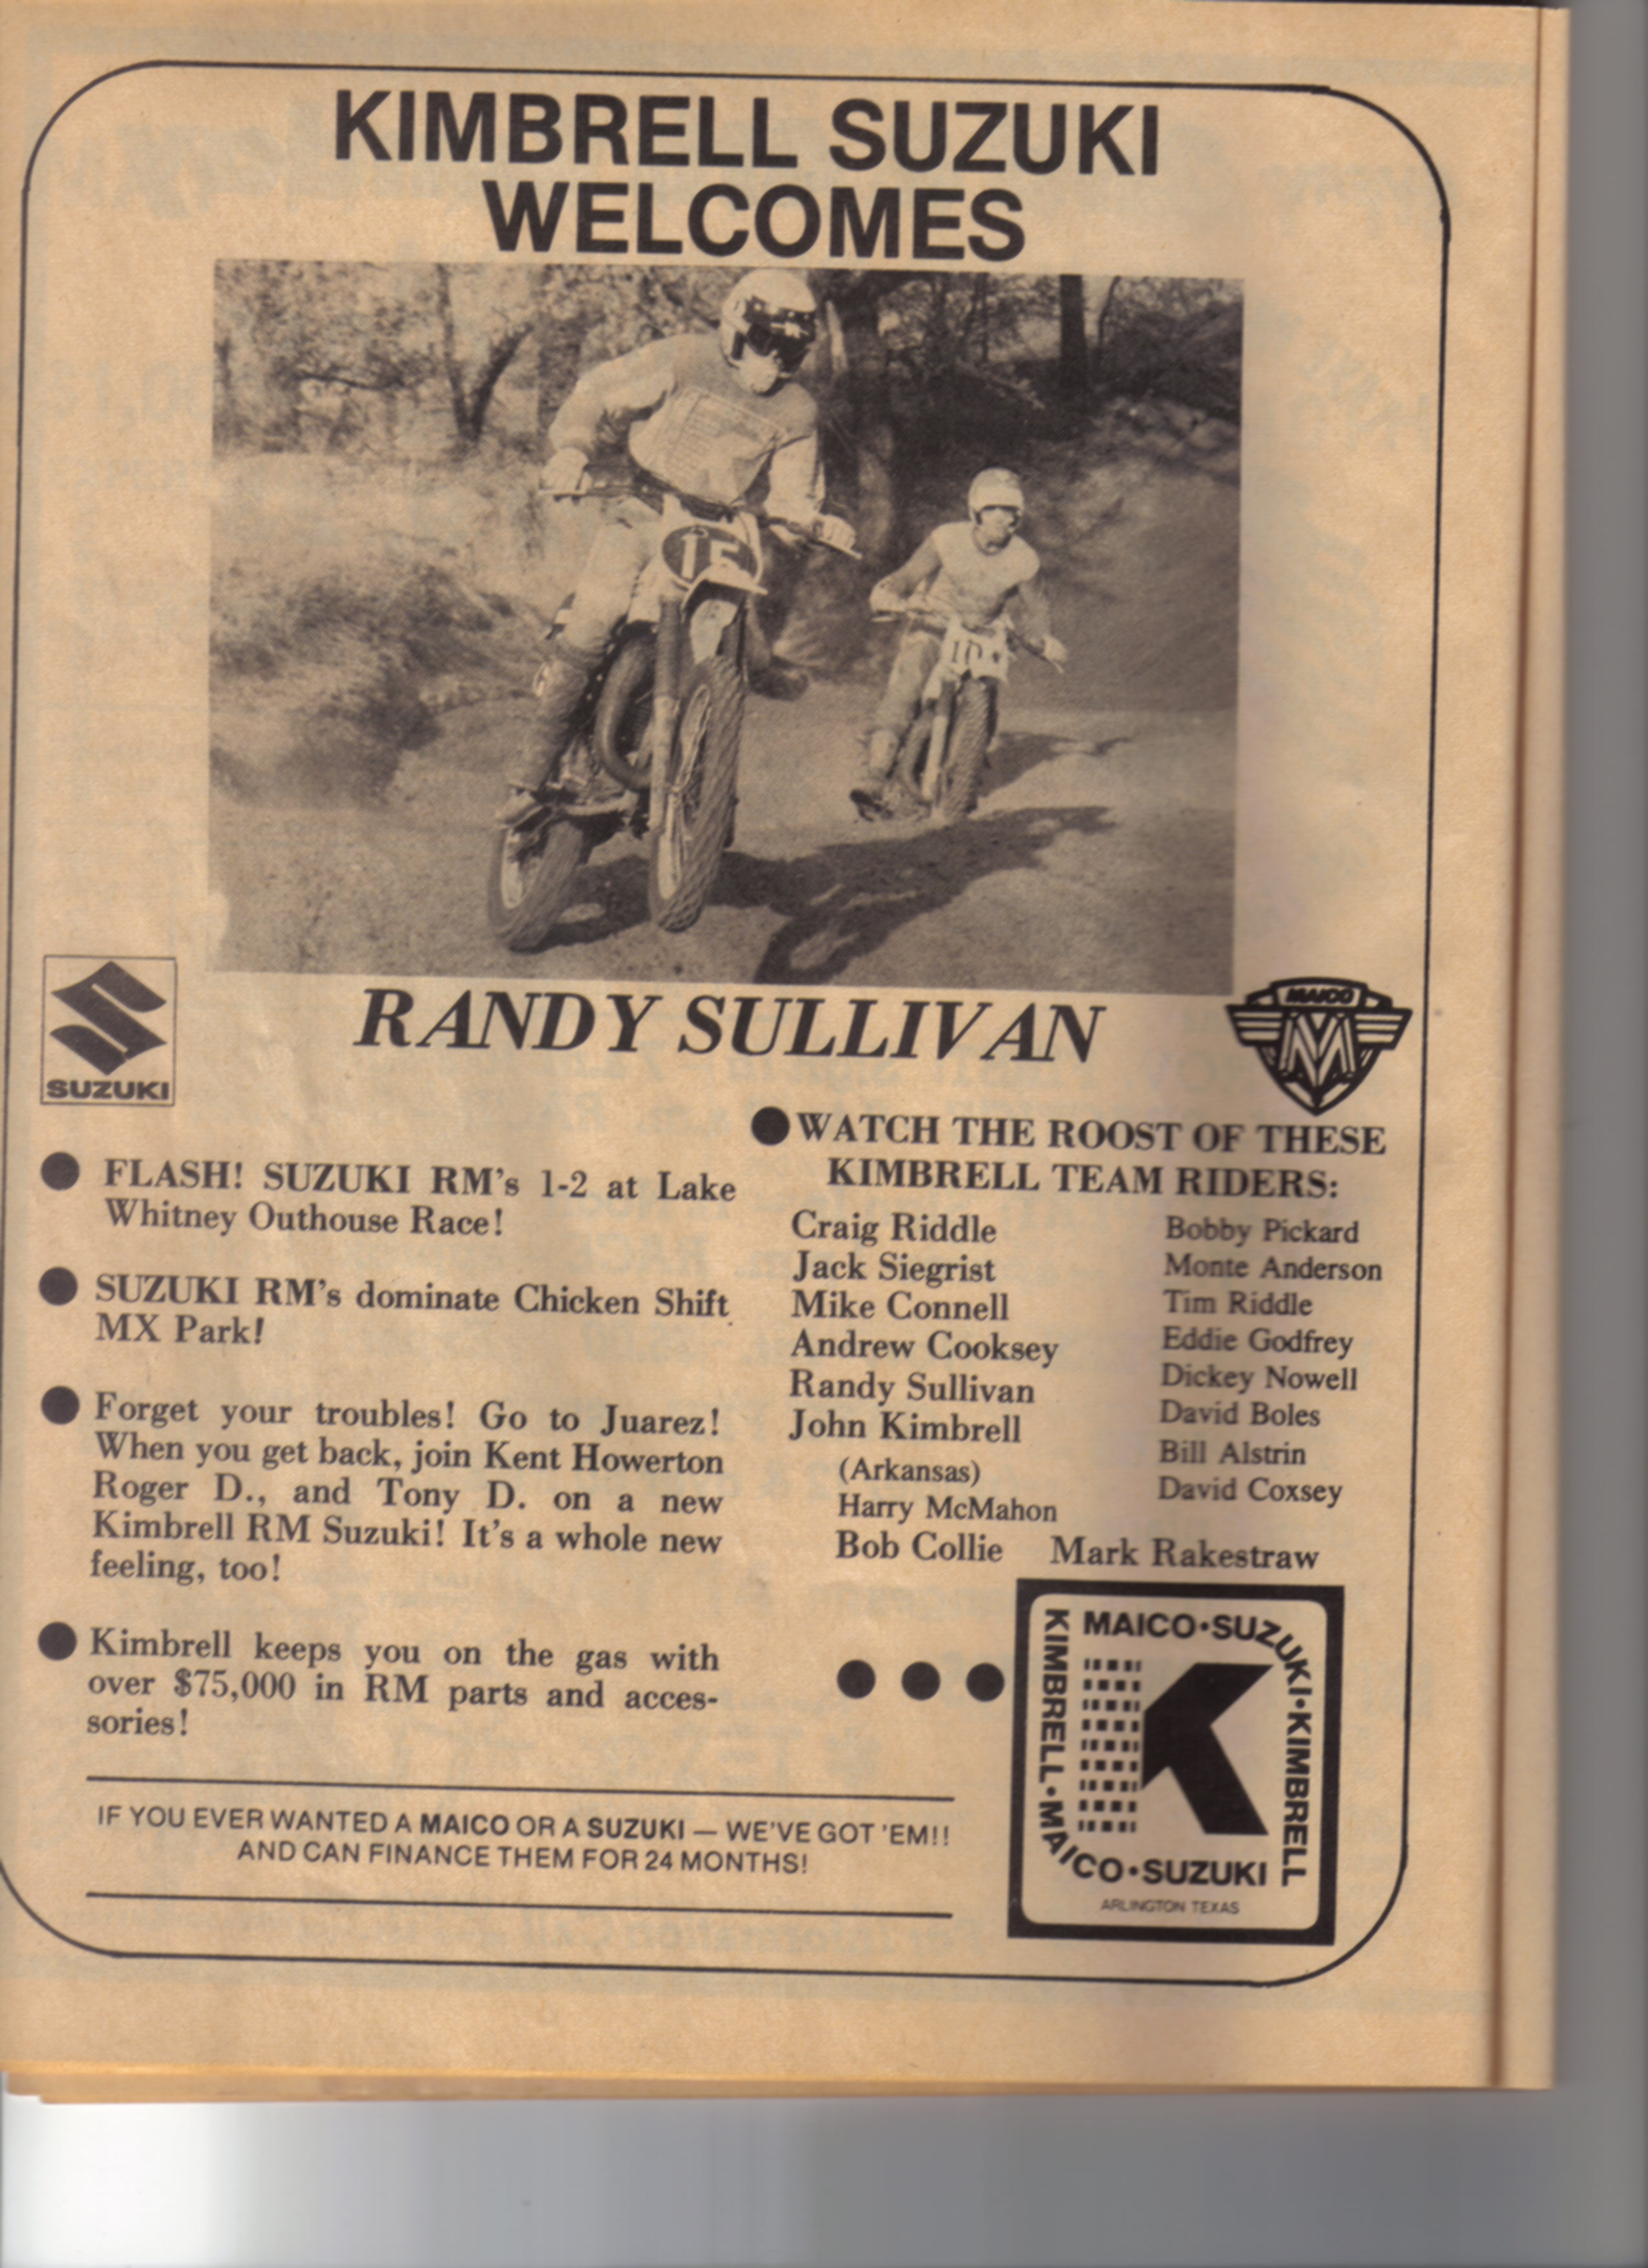 KIMBRELL SUZUKI
WELCOMES
15
RANDY SULLIVAN
SUZUKI
MAICO
M
FLASH! SUZUKI RM's 1-2 at Lake
Whitney Outhouse Race!
SUZUKI RM's dominate Chicken Shift
MX Park!
Forget your troubles! Go to Juarez!
When you get back, join Kent Howerton
Roger D., and Tony D. on a new
Kimbrell RM Suzuki! It's a whole new
feeling, too!
Kimbrell keeps you on the gas with
over $75,000 in RM parts and acces-
sories!
WATCH THE ROOST OF THESE
KIMBRELL TEAM RIDERS:
Craig Riddle
Jack Siegrist
Mike Connell
Andrew Cooksey
Randy Sullivan
John Kimbrell
(Arkansas)
Harry McMahon
Bob Collie
Bobby Pickard
Monte Anderson
Tim Riddle
Eddie Godfrey
Dickey Nowell
David Boles
Bill Alstrin
David Coxsey
Mark Rakestraw
IF YOU EVER WANTED A MAICO OR A SUZUKI — WE'VE GOT 'EM!!
AND CAN FINANCE THEM FOR 24 MONTHS!
MAICO•SUZUKI•KIMBRELL
KIMBRELL•MAICO•SUZUKI
K
ARLINGTON TEXAS